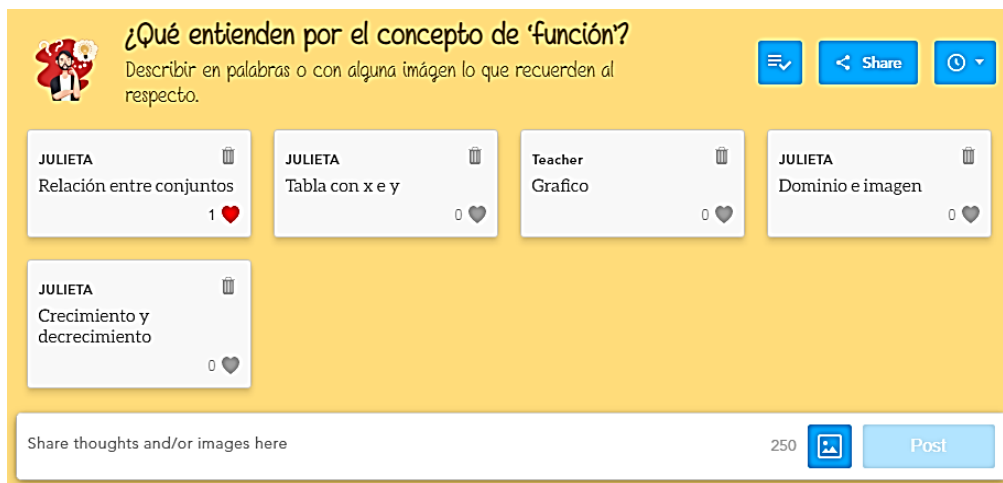 ¿Qué entienden por el concepto de 'función'?
Describir en palabras o con alguna imágen lo que recuerden al
respecto.
Share
JULIETA
Relación entre conjuntos
1
JULIETA
Tabla con x e y
0
Teacher
Grafico
0
JULIETA
Dominio e imagen
0
JULIETA
Crecimiento y
decrecimiento
0
Share thoughts and/or images here
250
Post